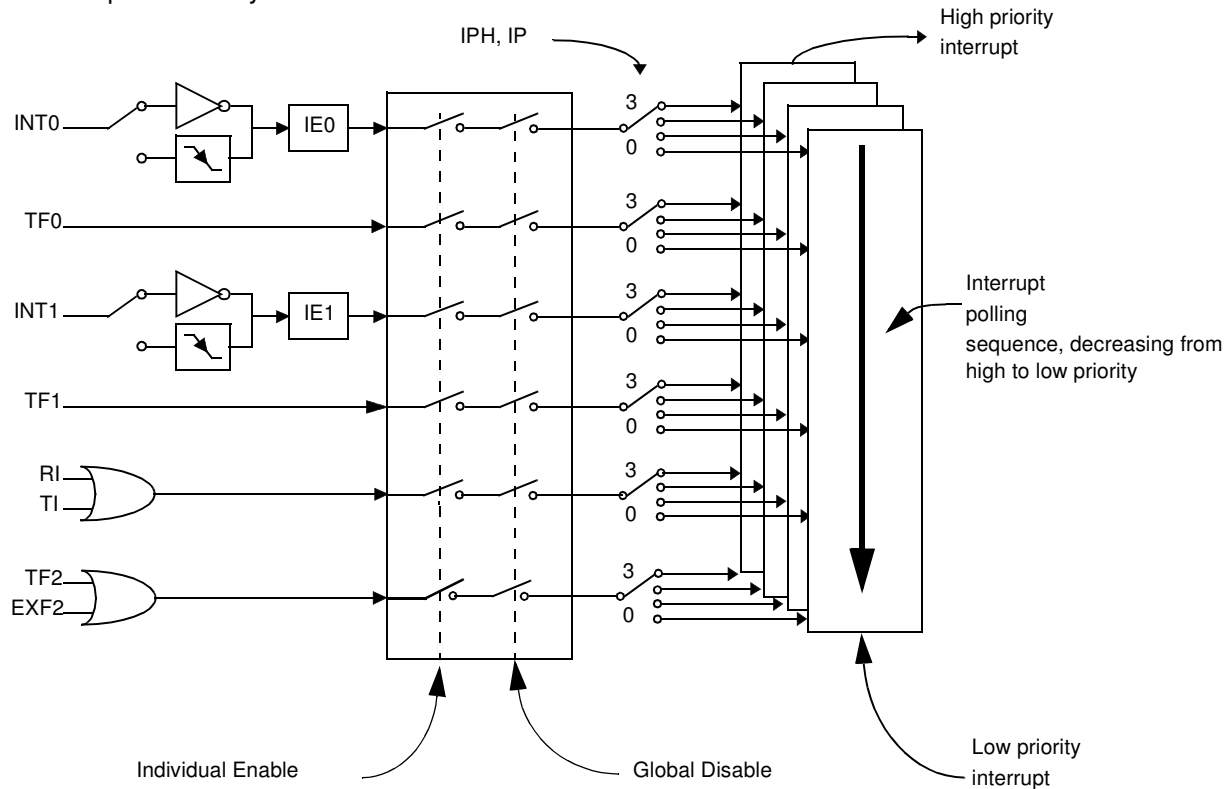 High priority
interrupt
IPH, IP
3
INT0
IE0
0
3
TF0
0
3
INT1
IE1
0
Interrupt
polling
sequence, decreasing from
high to low priority
3
TF1
0
3
RI
TI
0
3
TF2
EXF2
0
Individual Enable
Global Disable
Low priority
interrupt